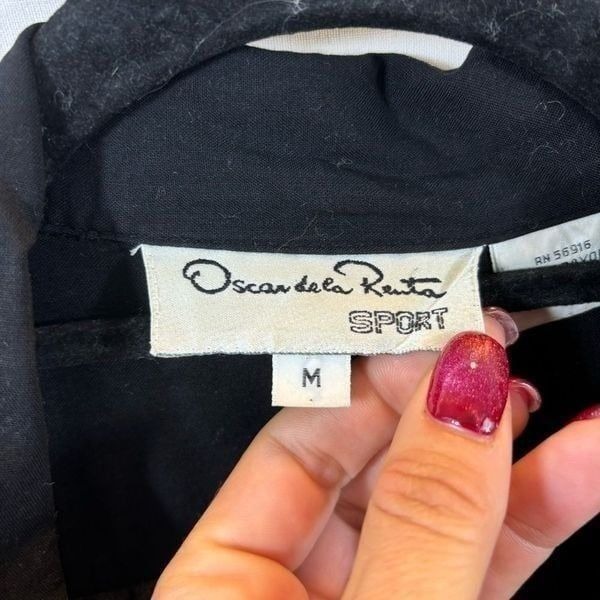 Oscar de la Renta
SPORT
M
RN 56916